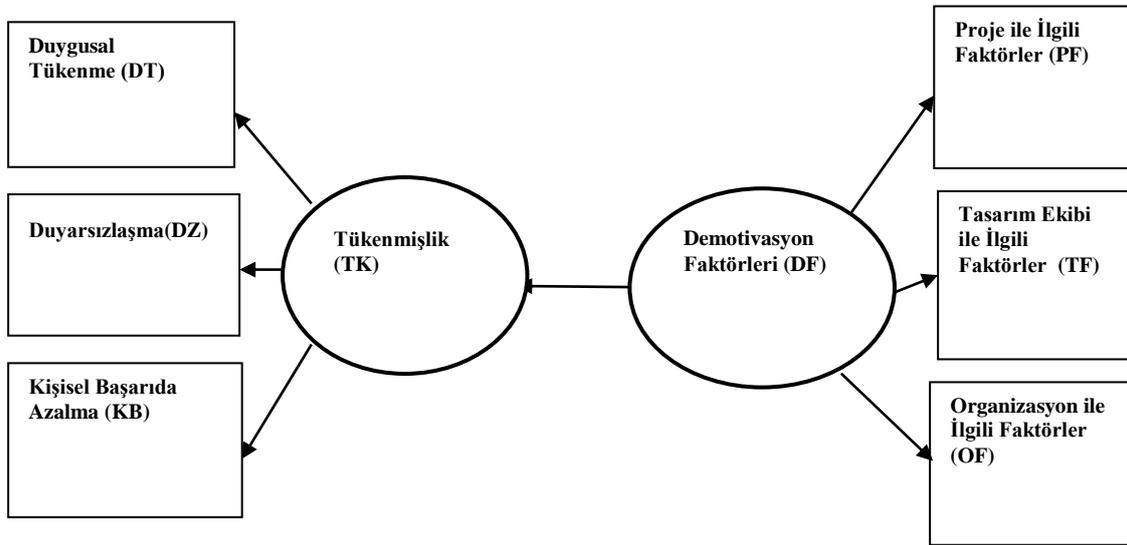 Duygusal
Tükenme (DT)
Duyarsızlaşma(DZ)
Kişisel Başarıda
Azalma (KB)
Tükenmişlik
(TK)
Demotivasyon
Faktörleri (DF)
Proje ile İlgili
Faktörler (PF)
Tasarım Ekibi
ile İlgili
Faktörler (TF)
Organizasyon ile
İlgili Faktörler
(OF)